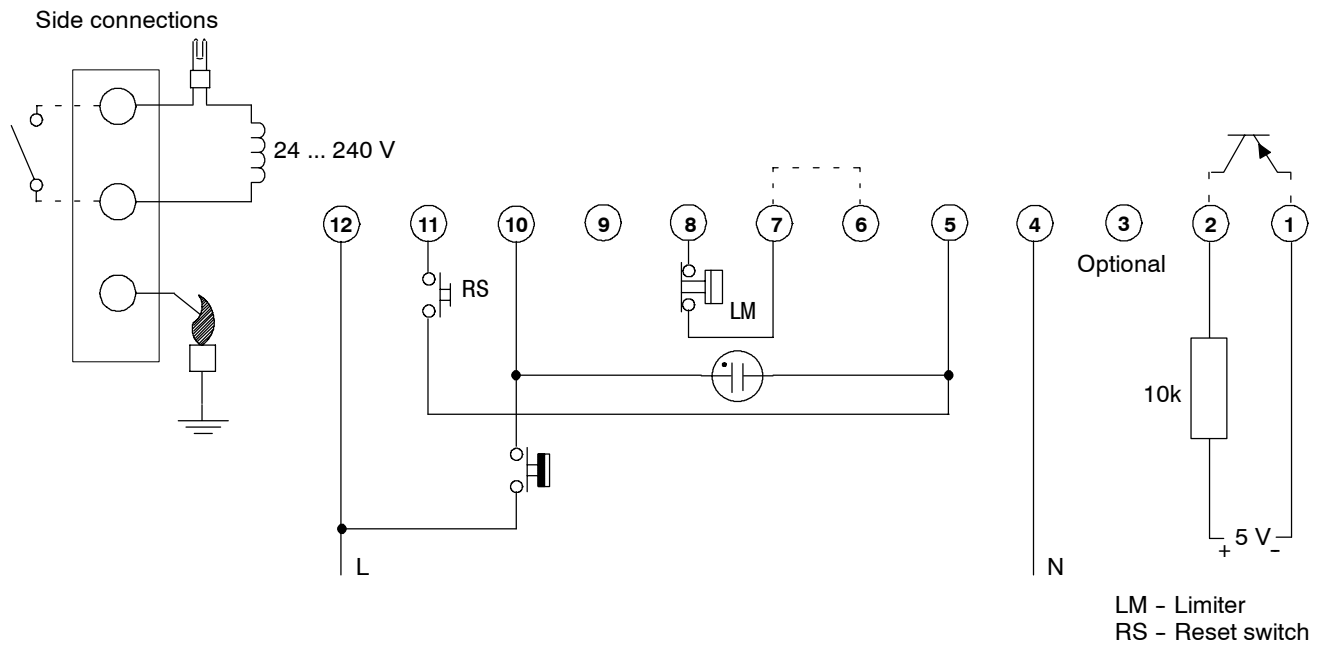 Side connections
24 ... 240 V
12 11 10 9 8 7 6 5 4 3 2 1
Optional
RS
LM
10k
+ 5 V -
L
N
LM - Limiter
RS - Reset switch